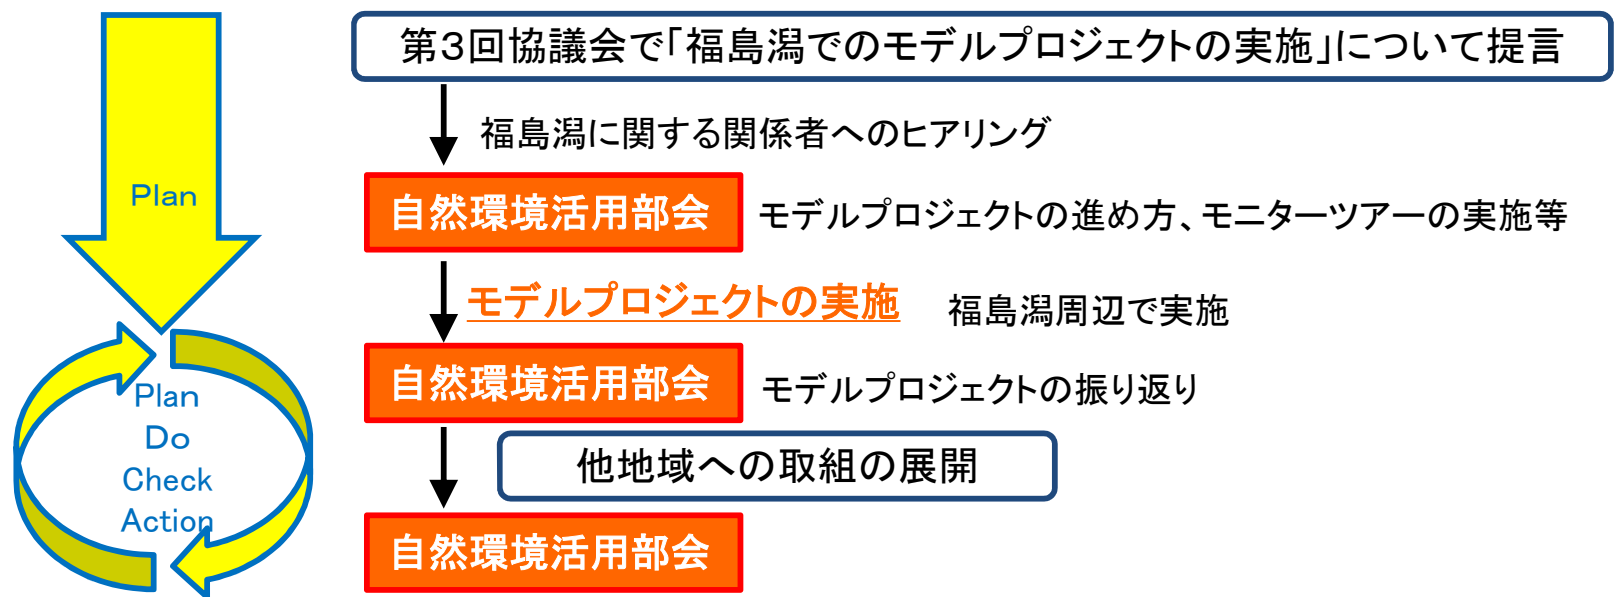 第3回協議会で「福島潟でのモデルプロジェクトの実施」について提言
福島潟に関する関係者へのヒアリング
Plan
自然環境活用部会
モデルプロジェクトの進め方、モニターツアーの実施等
モデルプロジェクトの実施
福島潟周辺で実施
自然環境活用部会
モデルプロジェクトの振り返り
Plan
Do
Check
Action
他地域への取組の展開
自然環境活用部会